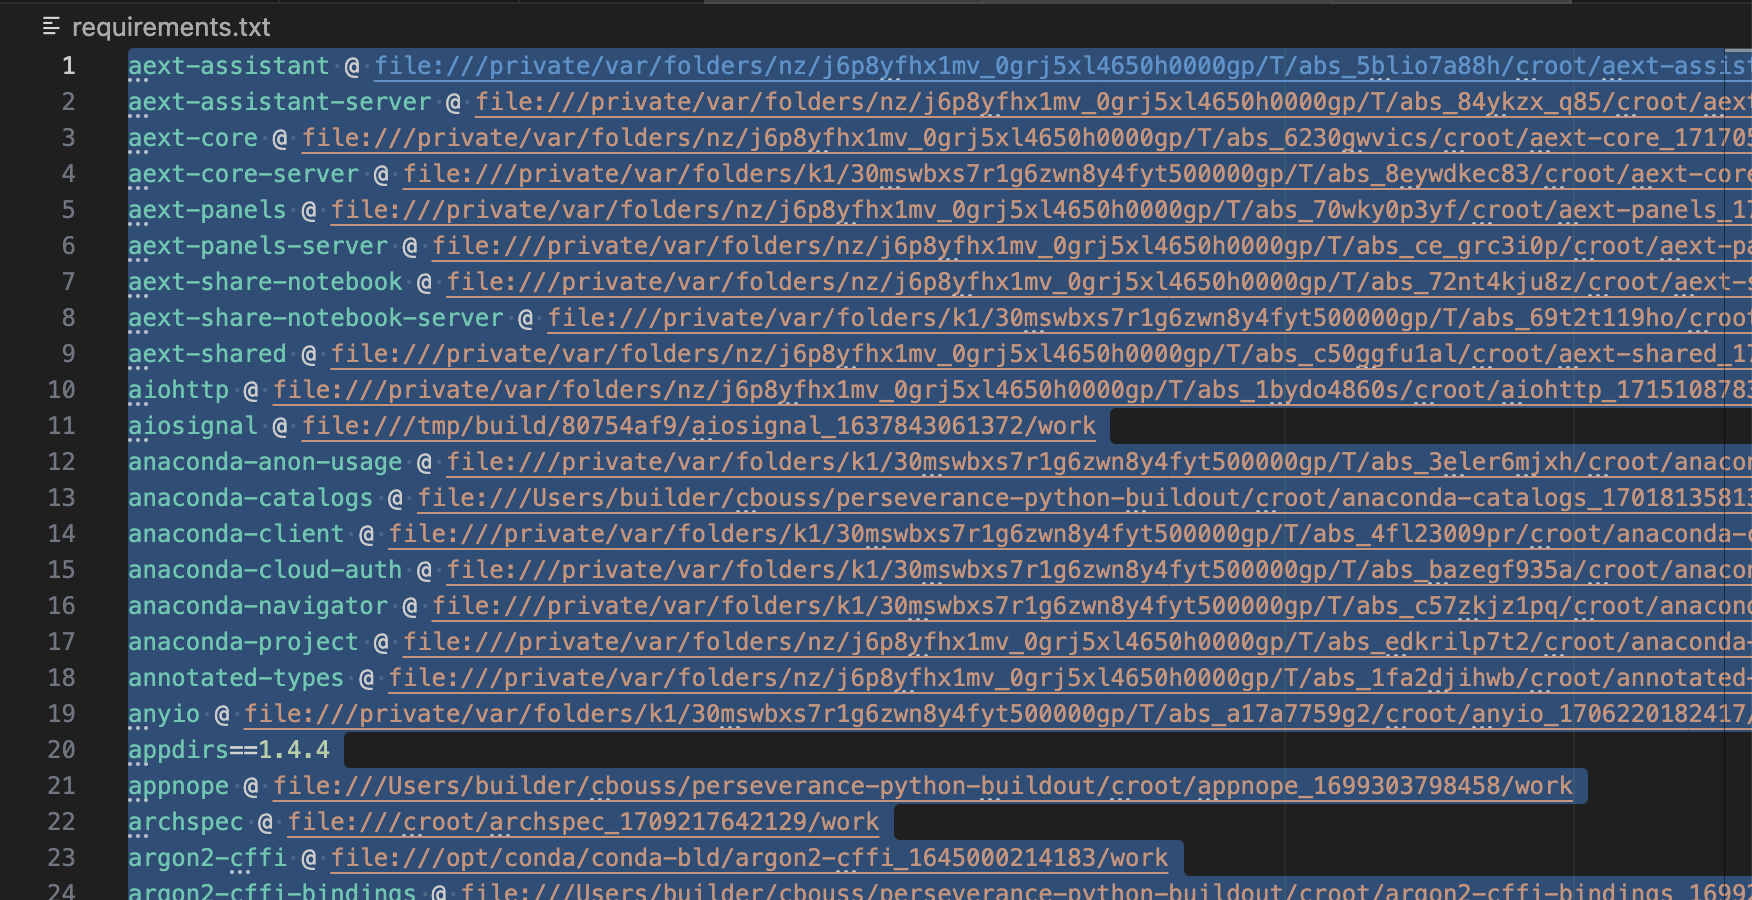 requirements.txt
1 aext-assistant @ file:///private/var/folders/nz/j6p8yfhx1mv_0grj5xl4650h0000gp/T/abs_5blio7a88h/croot/aext-assist
2 aext-assistant-server @ file:///private/var/folders/nz/j6p8yfhx1mv_0grj5xl4650h0000gp/T/abs_84ykzx_q85/croot/aext
3 aext-core @ file:///private/var/folders/nz/j6p8yfhx1mv_0grj5xl4650h0000gp/T/abs_6230gwvics/croot/aext-core_171705
4 aext-core-server @ file:///private/var/folders/k1/30mswbxs7r1g6zwn8y4fyt500000gp/T/abs_8eywdkec83/croot/aext-core
5 aext-panels @ file:///private/var/folders/nz/j6p8yfhx1mv_0grj5xl4650h0000gp/T/abs_70wky0p3yf/croot/aext-panels_17
6 aext-panels-server @ file:///private/var/folders/nz/j6p8yfhx1mv_0grj5xl4650h0000gp/T/abs_ce_grc3i0p/croot/aext-pa
7 aext-share-notebook @ file:///private/var/folders/nz/j6p8yfhx1mv_0grj5xl4650h0000gp/T/abs_72nt4kju8z/croot/aext-s
8 aext-share-notebook-server @ file:///private/var/folders/k1/30mswbxs7r1g6zwn8y4fyt500000gp/T/abs_69t2t119ho/croot
9 aext-shared @ file:///private/var/folders/nz/j6p8yfhx1mv_0grj5xl4650h0000gp/T/abs_c50ggfu1al/croot/aext-shared_17
10 aiohttp @ file:///private/var/folders/nz/j6p8yfhx1mv_0grj5xl4650h0000gp/T/abs_1bydo4860s/croot/aiohttp_1715108783
11 aiosignal @ file:///tmp/build/80754af9/aiosignal_1637843061372/work
12 anaconda-anon-usage @ file:///private/var/folders/k1/30mswbxs7r1g6zwn8y4fyt500000gp/T/abs_3eler6mjxh/croot/anacon
13 anaconda-catalogs @ file:///Users/builder/cbouss/perseverance-python-buildout/croot/anaconda-catalogs_17018135813
14 anaconda-client @ file:///private/var/folders/k1/30mswbxs7r1g6zwn8y4fyt500000gp/T/abs_4fl23009pr/croot/anaconda-c
15 anaconda-cloud-auth @ file:///private/var/folders/k1/30mswbxs7r1g6zwn8y4fyt500000gp/T/abs_bazegf935a/croot/anacon
16 anaconda-navigator @ file:///private/var/folders/k1/30mswbxs7r1g6zwn8y4fyt500000gp/T/abs_c57zkjz1pq/croot/anacond
17 anaconda-project @ file:///private/var/folders/nz/j6p8yfhx1mv_0grj5xl4650h0000gp/T/abs_edkrilp7t2/croot/anaconda-
18 annotated-types @ file:///private/var/folders/nz/j6p8yfhx1mv_0grj5xl4650h0000gp/T/abs_1fa2djihwb/croot/annotated-
19 anyio @ file:///private/var/folders/k1/30mswbxs7r1g6zwn8y4fyt500000gp/T/abs_a17a7759g2/croot/anyio_1706220182417/
20 appdirs==1.4.4
21 appnope @ file:///Users/builder/cbouss/perseverance-python-buildout/croot/appnope_1699303798458/work
22 archspec @ file:///croot/archspec_1709217642129/work
23 argon2-cffi @ file:///opt/conda/conda-bld/argon2-cffi_1645000214183/work
24 argon2-cffi-bindings @ file:///Users/builder/cbouss/perseverance-python-buildout/croot/argon2-cffi-bindings_16993